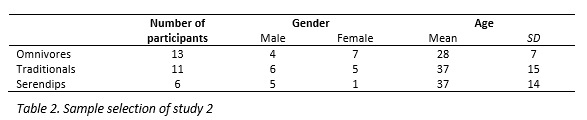 Number of participants Gender Age
Male Female Mean SD
Omnivores 13 4 7 28 7
Traditionals 11 6 5 37 15
Serendips 6 5 1 37 14
Table 2. Sample selection of study 2